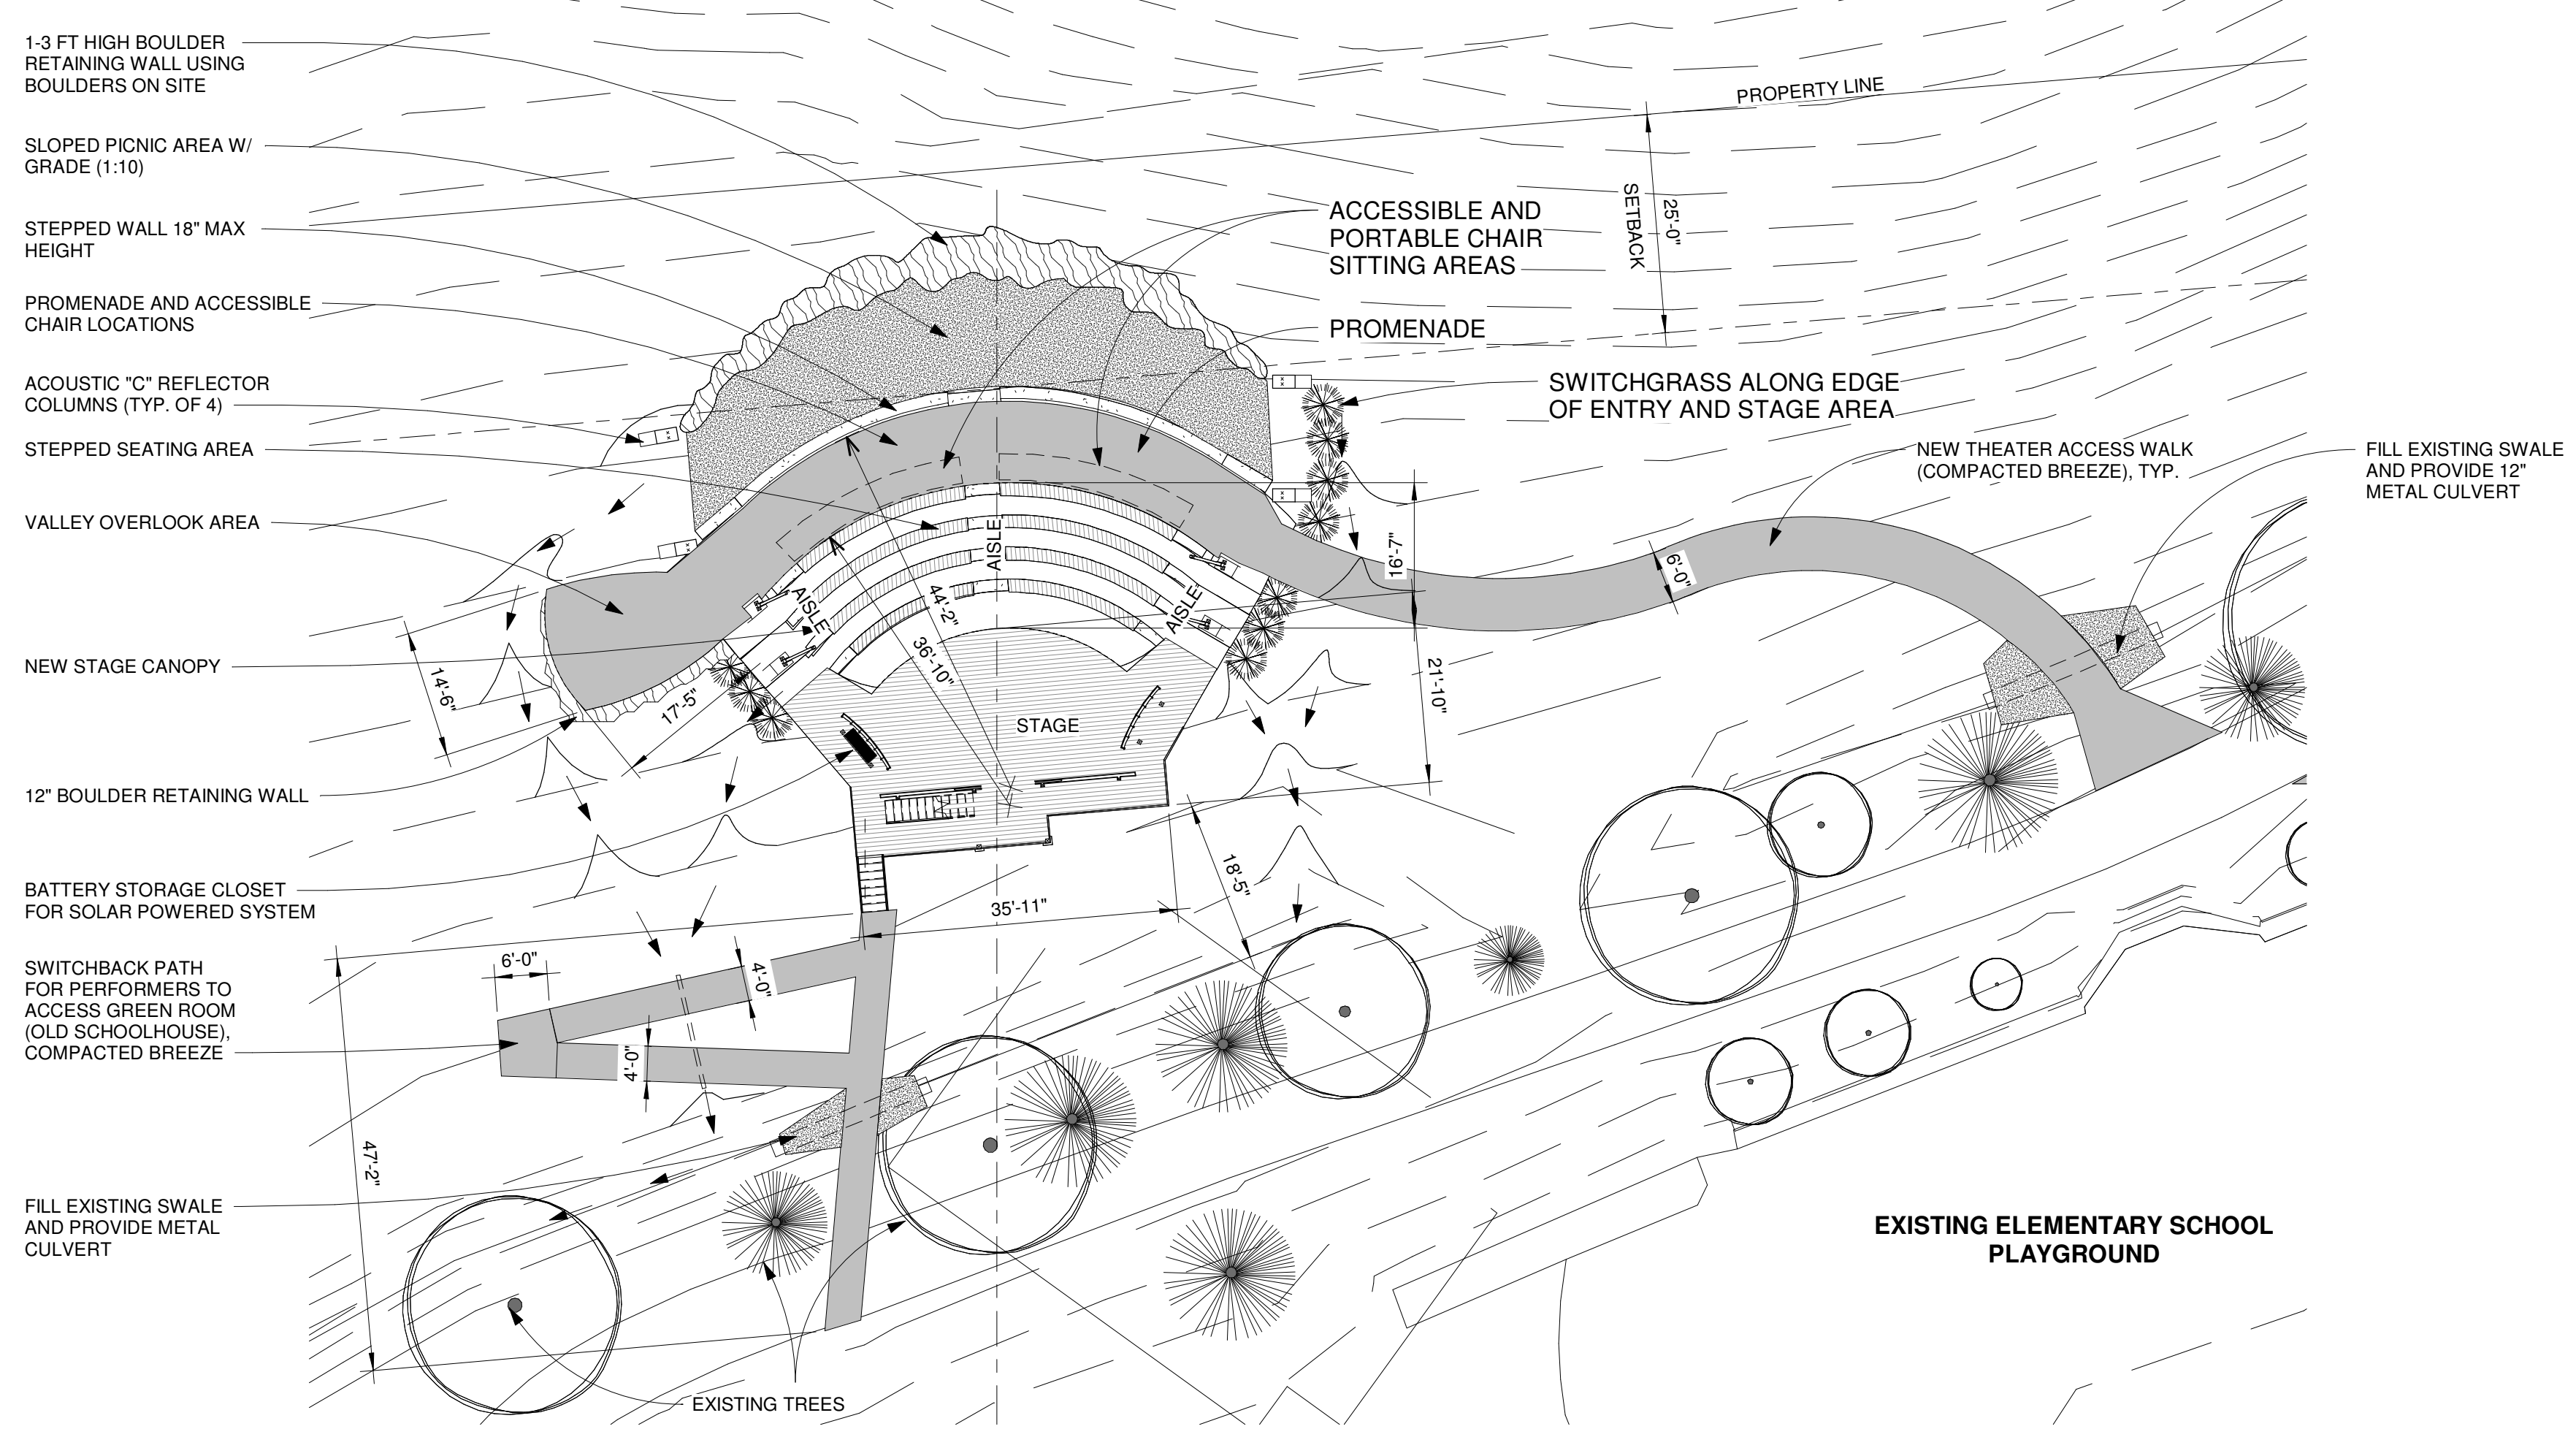 1-3 FT HIGH BOULDER
RETAINING WALL USING
BOULDERS ON SITE
SLOPED PICNIC AREA W/
GRADE (1:10)
STEPPED WALL 18" MAX
HEIGHT
PROMENADE AND ACCESSIBLE
CHAIR LOCATIONS
ACOUSTIC "C" REFLECTOR
COLUMNS (TYP. OF 4)
STEPPED SEATING AREA
VALLEY OVERLOOK AREA
NEW STAGE CANOPY
12" BOULDER RETAINING WALL
BATTERY STORAGE CLOSET
FOR SOLAR POWERED SYSTEM
SWITCHBACK PATH
FOR PERFORMERS TO
ACCESS GREEN ROOM
(OLD SCHOOLHOUSE),
COMPACTED BREEZE
FILL EXISTING SWALE
AND PROVIDE METAL
CULVERT
ACCESSIBLE AND
PORTABLE CHAIR
SITTING AREAS
PROMENADE
PROPERTY LINE
SETBACK
25'-0"
SWITCHGRASS ALONG EDGE
OF ENTRY AND STAGE AREA
NEW THEATER ACCESS WALK
(COMPACTED BREEZE), TYP.
FILL EXISTING SWALE
AND PROVIDE 12"
METAL CULVERT
AISLE
AISLE
AISLE
44'-2"
36'-10"
16'-7"
6'-0"
21'-10"
14'-6"
17'-5"
STAGE
18'-5"
35'-11"
6'-0"
4'-0"
4'-0"
47'-2"
EXISTING TREES
EXISTING ELEMENTARY SCHOOL
PLAYGROUND